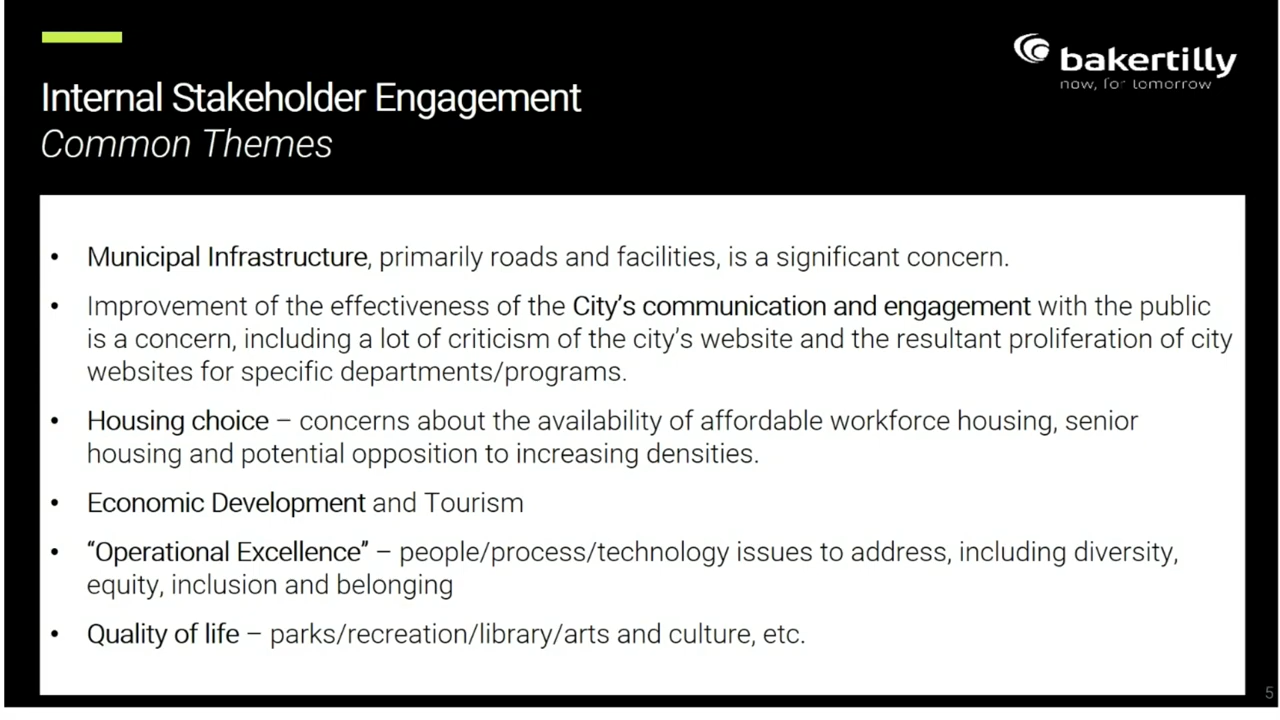 bakertilly
now, for tomorrow
Internal Stakeholder Engagement
Common Themes
• Municipal Infrastructure, primarily roads and facilities, is a significant concern.
• Improvement of the effectiveness of the City’s communication and engagement with the public
is a concern, including a lot of criticism of the city’s website and the resultant proliferation of city
websites for specific departments/programs.
• Housing choice – concerns about the availability of affordable workforce housing, senior
housing and potential opposition to increasing densities.
• Economic Development and Tourism
• “Operational Excellence” – people/process/technology issues to address, including diversity,
equity, inclusion and belonging
• Quality of life – parks/recreation/library/arts and culture, etc.
5